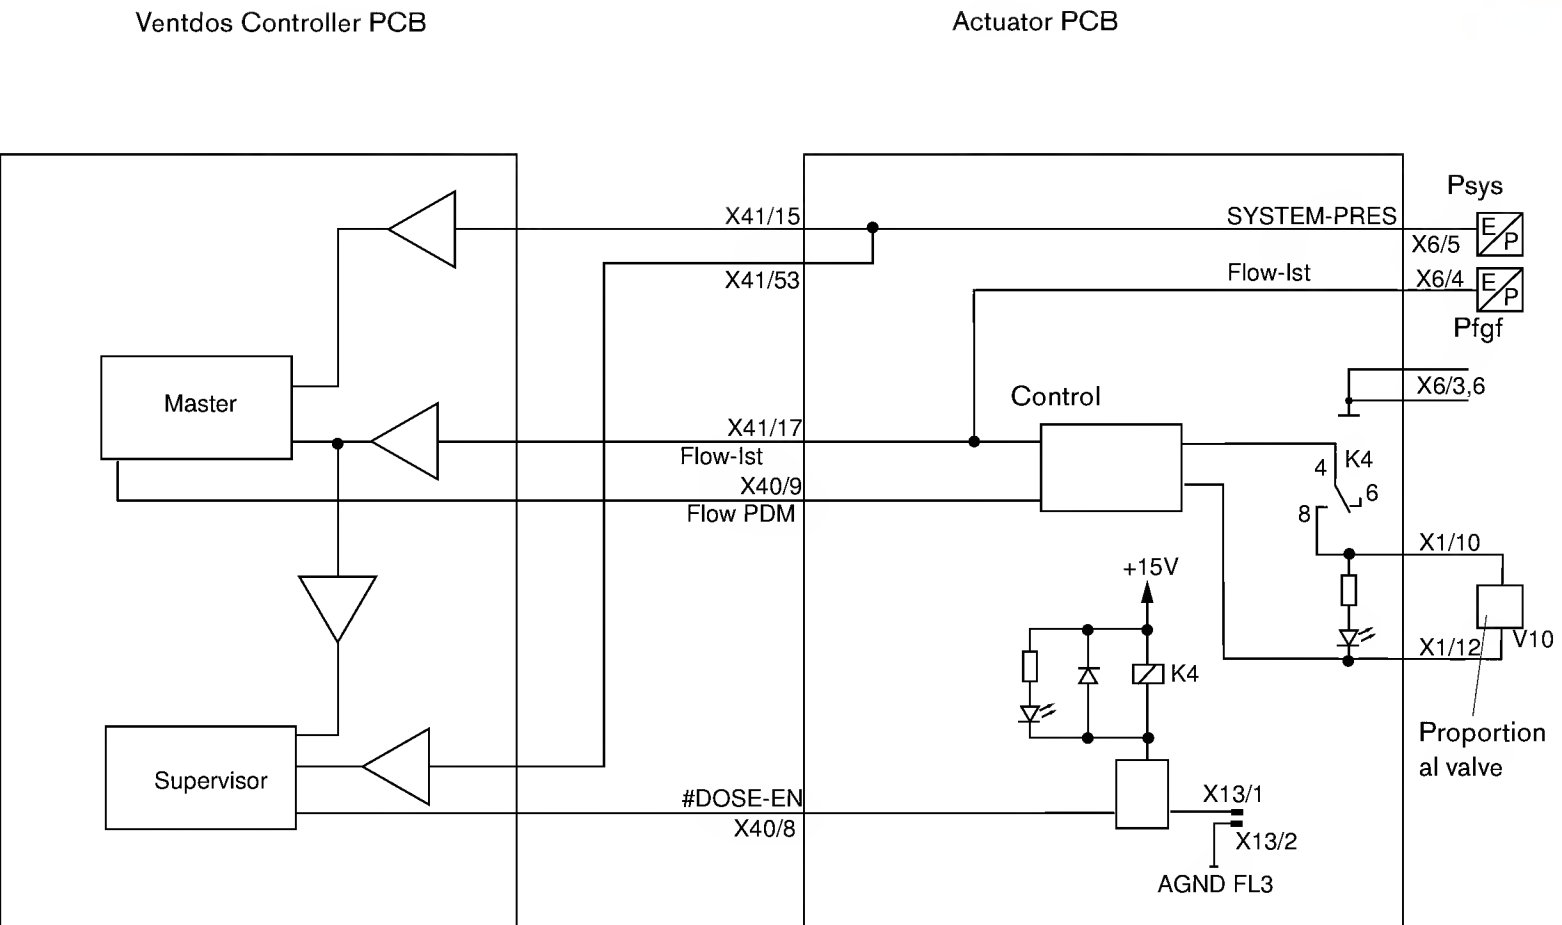 Ventdos Controller PCB
Actuator PCB
Psys
X41/15
SYSTEM-PRES
E
P
X6/5
X41/53
Flow-Ist
X6/4
E
P
Pfgf
Master
Control
X6/3,6
X41/17
Flow-Ist
4
K4
X40/9
6
Flow PDM
8
X1/10
+15V
X1/12
V10
K4
Proportion
al valve
Supervisor
#DOSE-EN
X13/1
X40/8
X13/2
AGND FL3